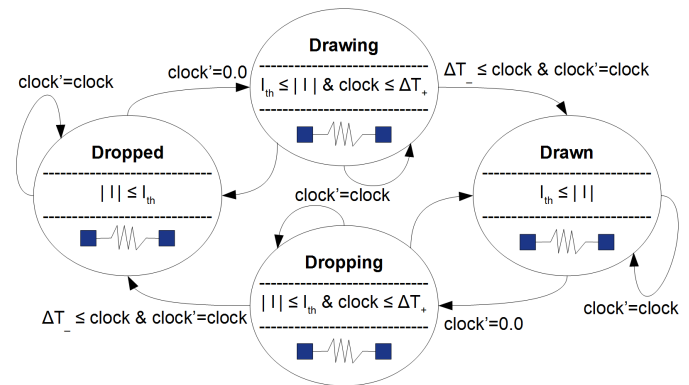 Drawing
I_th ≤ | I | & clock ≤ ΔT_+
clock'=0.0
ΔT_- ≤ clock & clock'=clock
clock'=clock
Dropped
| I | ≤ I_th
clock'=clock
Drawn
I_th ≤ | I |
Dropping
| I | ≤ I_th & clock ≤ ΔT_+
ΔT_- ≤ clock & clock'=clock
clock'=0.0
clock'=clock